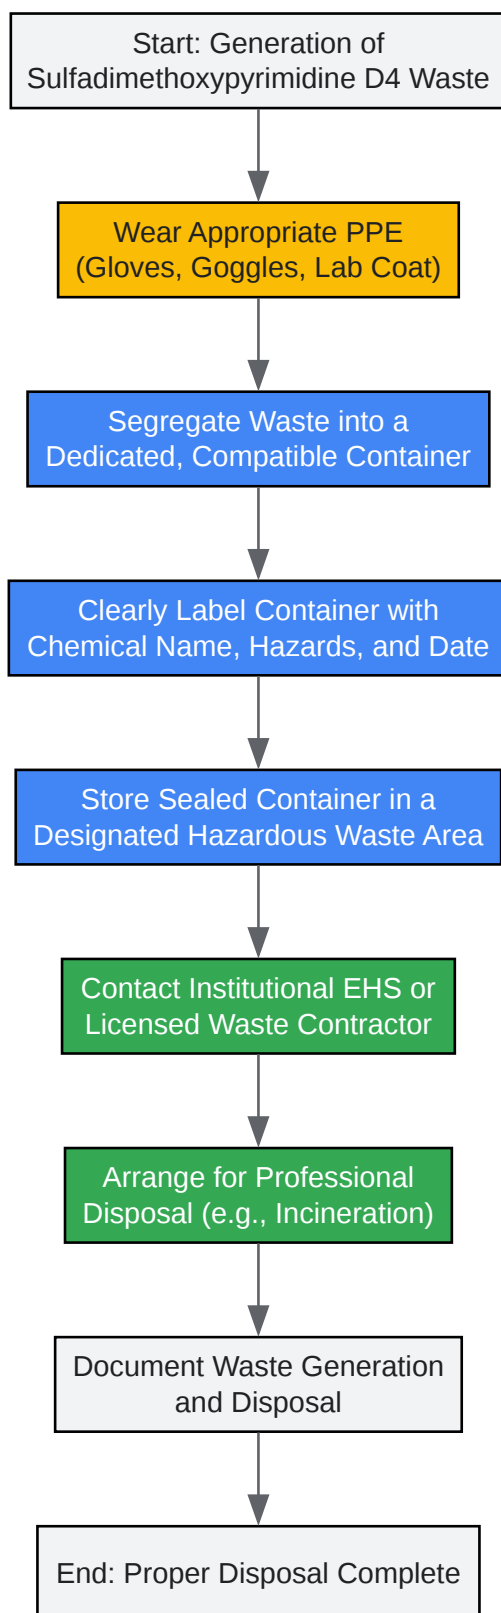 Start: Generation of
Sulfadimethoxypyrimidine D4 Waste
Wear Appropriate PPE
(Gloves, Goggles, Lab Coat)
Segregate Waste into a
Dedicated, Compatible Container
Clearly Label Container with
Chemical Name, Hazards, and Date
Store Sealed Container in a
Designated Hazardous Waste Area
Contact Institutional EHS or
Licensed Waste Contractor
Arrange for Professional
Disposal (e.g., Incineration)
Document Waste Generation
and Disposal
End: Proper Disposal Complete